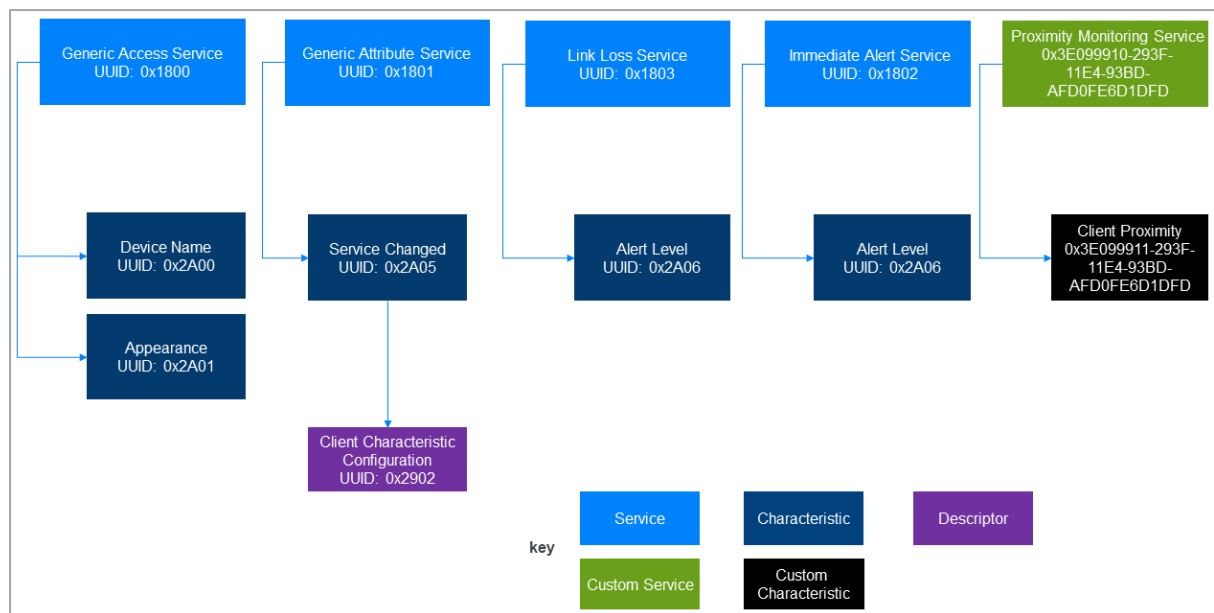 Generic Access Service
UUID: 0x1800
Generic Attribute Service
UUID: 0x1801
Link Loss Service
UUID: 0x1803
Immediate Alert Service
UUID: 0x1802
Proximity Monitoring Service
0x3E099910-293F-
11E4-93BD-
AFD0FE6D1DFD
Device Name
UUID: 0x2A00
Service Changed
UUID: 0x2A05
Alert Level
UUID: 0x2A06
Alert Level
UUID: 0x2A06
Client Proximity
0x3E099911-293F-
11E4-93BD-
AFD0FE6D1DFD
Appearance
UUID: 0x2A01
Client Characteristic
Configuration
UUID: 0x2902
key
Service
Characteristic
Descriptor
Custom Service
Custom
Characteristic